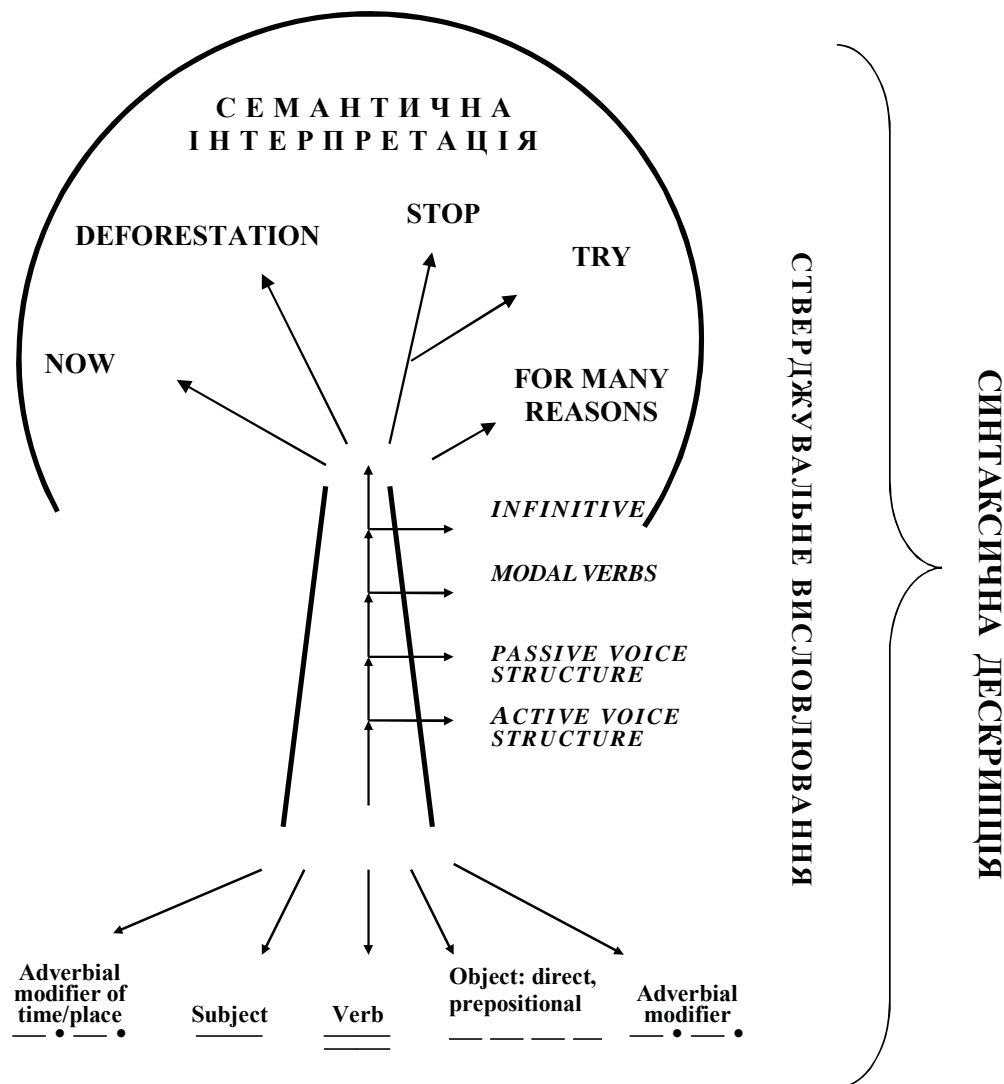 СЕМАНТИЧНА
ІНТЕРПРЕТАЦІЯ
STOP
DEFORESTATION
TRY
NOW
FOR MANY
REASONS
INFINITIVE
MODAL VERBS
PASSIVE VOICE
STRUCTURE
ACTIVE VOICE
STRUCTURE
СТВЕРДЖУВАЛЬНЕ ВИСЛОВЛЮВАННЯ
СИНТАКСИЧНА ДЕСКРИПЦІЯ
Adverbial
modifier of
time/place
Subject
Verb
Object: direct,
prepositional
Adverbial
modifier